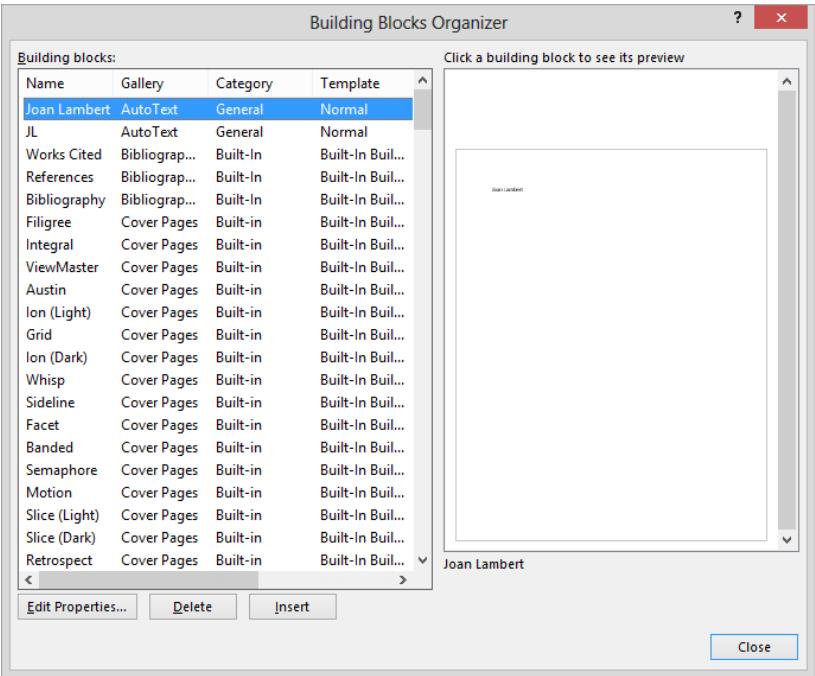 Building Blocks Organizer
? ×
Building blocks:
Click a building block to see its preview
Name Gallery Category Template
Joan Lambert AutoText General Normal
JL AutoText General Normal
Works Cited Bibliograp... Built-In Built-In Buil...
References Bibliograp... Built-In Built-In Buil...
Bibliography Bibliograp... Built-In Built-In Buil...
Filigree Cover Pages Built-in Built-In Buil...
Integral Cover Pages Built-in Built-In Buil...
ViewMaster Cover Pages Built-in Built-In Buil...
Austin Cover Pages Built-in Built-In Buil...
Ion (Light) Cover Pages Built-in Built-In Buil...
Grid Cover Pages Built-in Built-In Buil...
Ion (Dark) Cover Pages Built-in Built-In Buil...
Whisp Cover Pages Built-in Built-In Buil...
Sideline Cover Pages Built-in Built-In Buil...
Facet Cover Pages Built-in Built-In Buil...
Banded Cover Pages Built-in Built-In Buil...
Semaphore Cover Pages Built-in Built-In Buil...
Motion Cover Pages Built-in Built-In Buil...
Slice (Light) Cover Pages Built-in Built-In Buil...
Slice (Dark) Cover Pages Built-in Built-In Buil...
Retrospect Cover Pages Built-in Built-In Buil...
Joan Lambert
Joan Lambert
Edit Properties... Delete Insert
Close